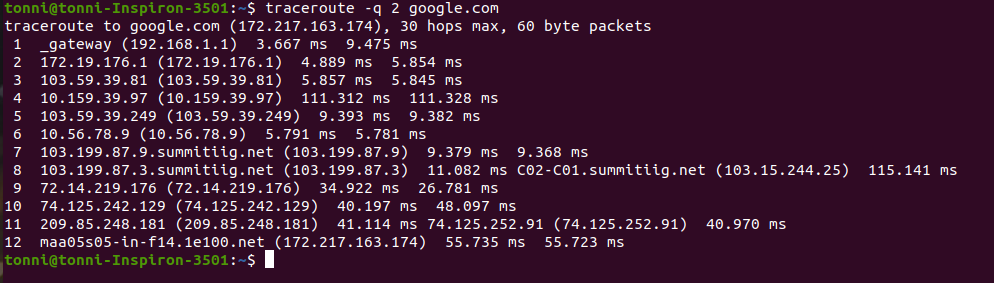 tonni@tonni-Inspiron-3501:~$ traceroute -q 2 google.com
traceroute to google.com (172.217.163.174), 30 hops max, 60 byte packets
 1  _gateway (192.168.1.1)  3.667 ms  9.475 ms
 2  172.19.176.1 (172.19.176.1)  4.889 ms  5.854 ms
 3  103.59.39.81 (103.59.39.81)  5.857 ms  5.845 ms
 4  10.159.39.97 (10.159.39.97)  111.312 ms  111.328 ms
 5  103.59.39.249 (103.59.39.249)  9.393 ms  9.382 ms
 6  10.56.78.9 (10.56.78.9)  5.791 ms  5.781 ms
 7  103.199.87.9.summitiig.net (103.199.87.9)  9.379 ms  9.368 ms
 8  103.199.87.3.summitiig.net (103.199.87.3)  11.082 ms C02-C01.summitiig.net (103.15.244.25)  115.141 ms
 9  72.14.219.176 (72.14.219.176)  34.922 ms  26.781 ms
10  74.125.242.129 (74.125.242.129)  40.197 ms  48.097 ms
11  209.85.248.181 (209.85.248.181)  41.114 ms 74.125.252.91 (74.125.252.91)  40.970 ms
12  maa05s05-in-f14.1e100.net (172.217.163.174)  55.735 ms  55.723 ms
tonni@tonni-Inspiron-3501:~$